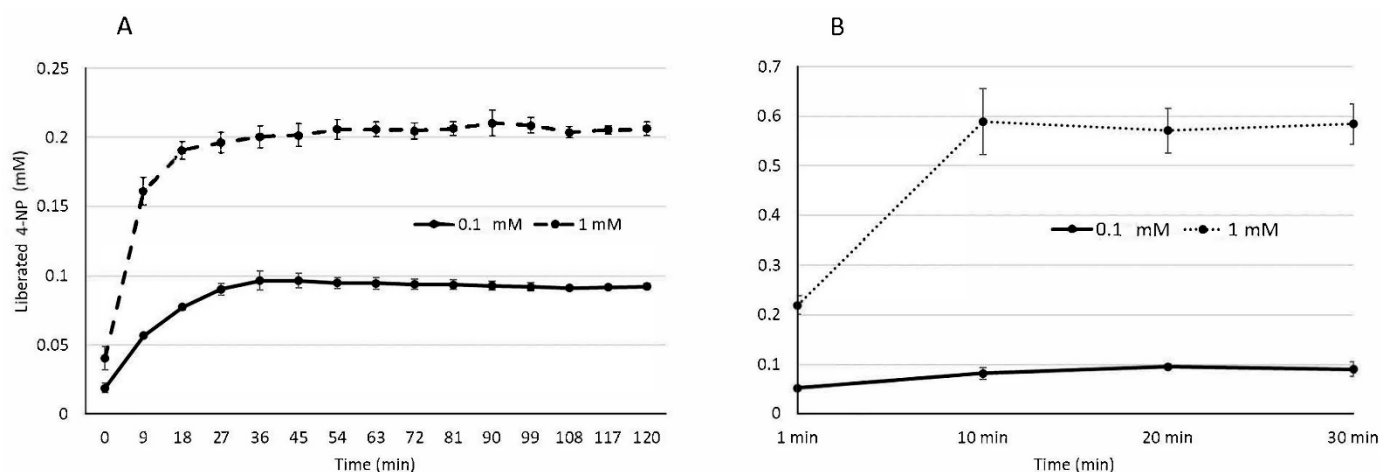 A
Liberated 4-NP (mM)
0.25
0.2
0.15
0.1
0.05
0
0.1 mM
1 mM
0 9 18 27 36 45 54 63 72 81 90 99 108 117 120
Time (min)
B
0.7
0.6
0.5
0.4
0.3
0.2
0.1
0
0.1 mM
1 mM
1 min 10 min 20 min 30 min
Time (min)